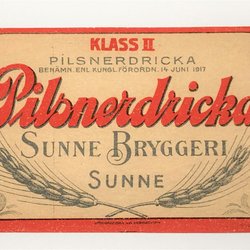 KLASS II
PILSNERDRICKA
BENÄMN. ENL. KUNGL. FÖRORDN. 14 JUNI 1917
Pilsnerdricka
SUNNE BRYGGERI
SUNNE